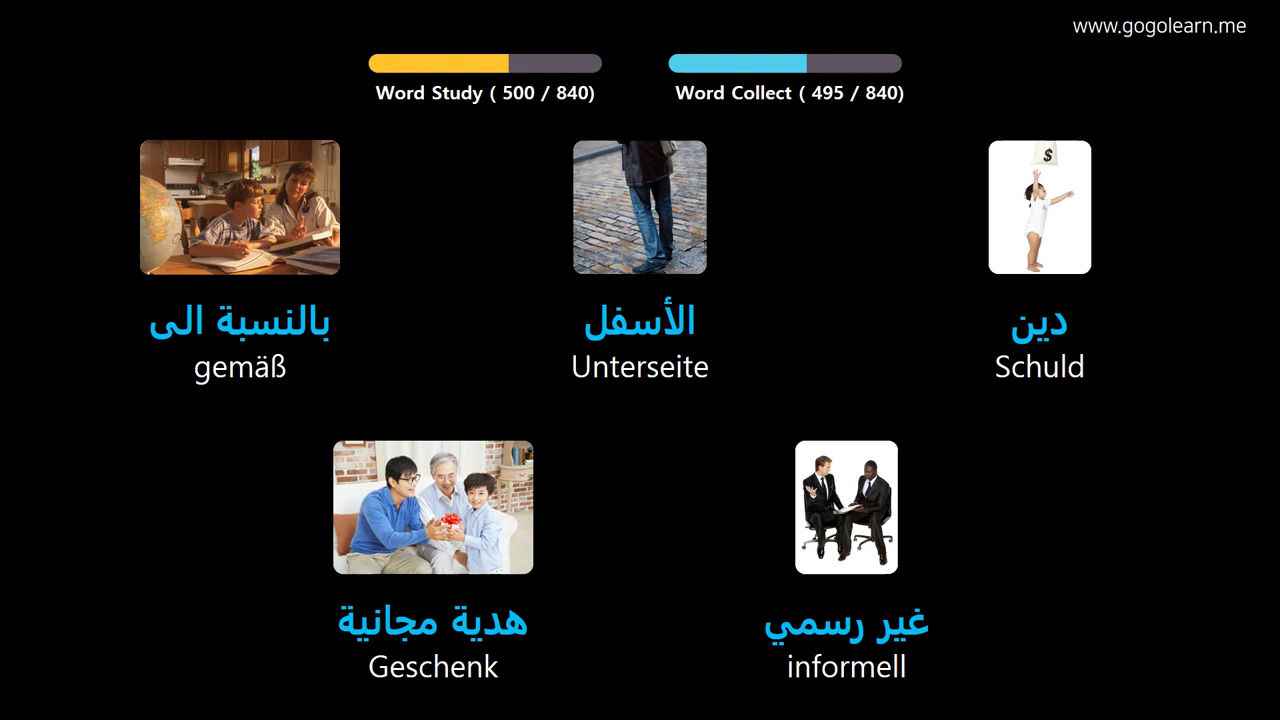 www.gogolearn.me
Word Study ( 500 / 840)
Word Collect ( 495 / 840)
$
بالنسبة الى
gemäß
الأسفل
Unterseite
دين
Schuld
هدية مجانية
Geschenk
غير رسمي
informell